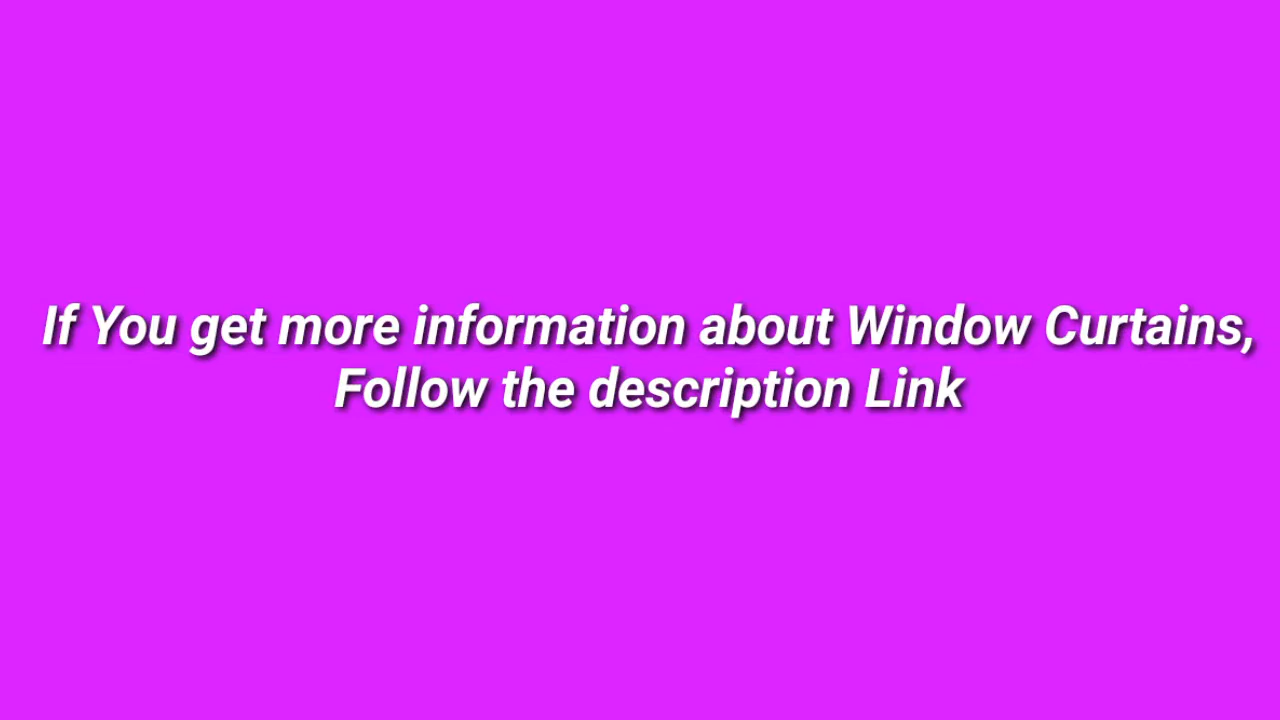 If You get more information about Window Curtains,
Follow the description Link